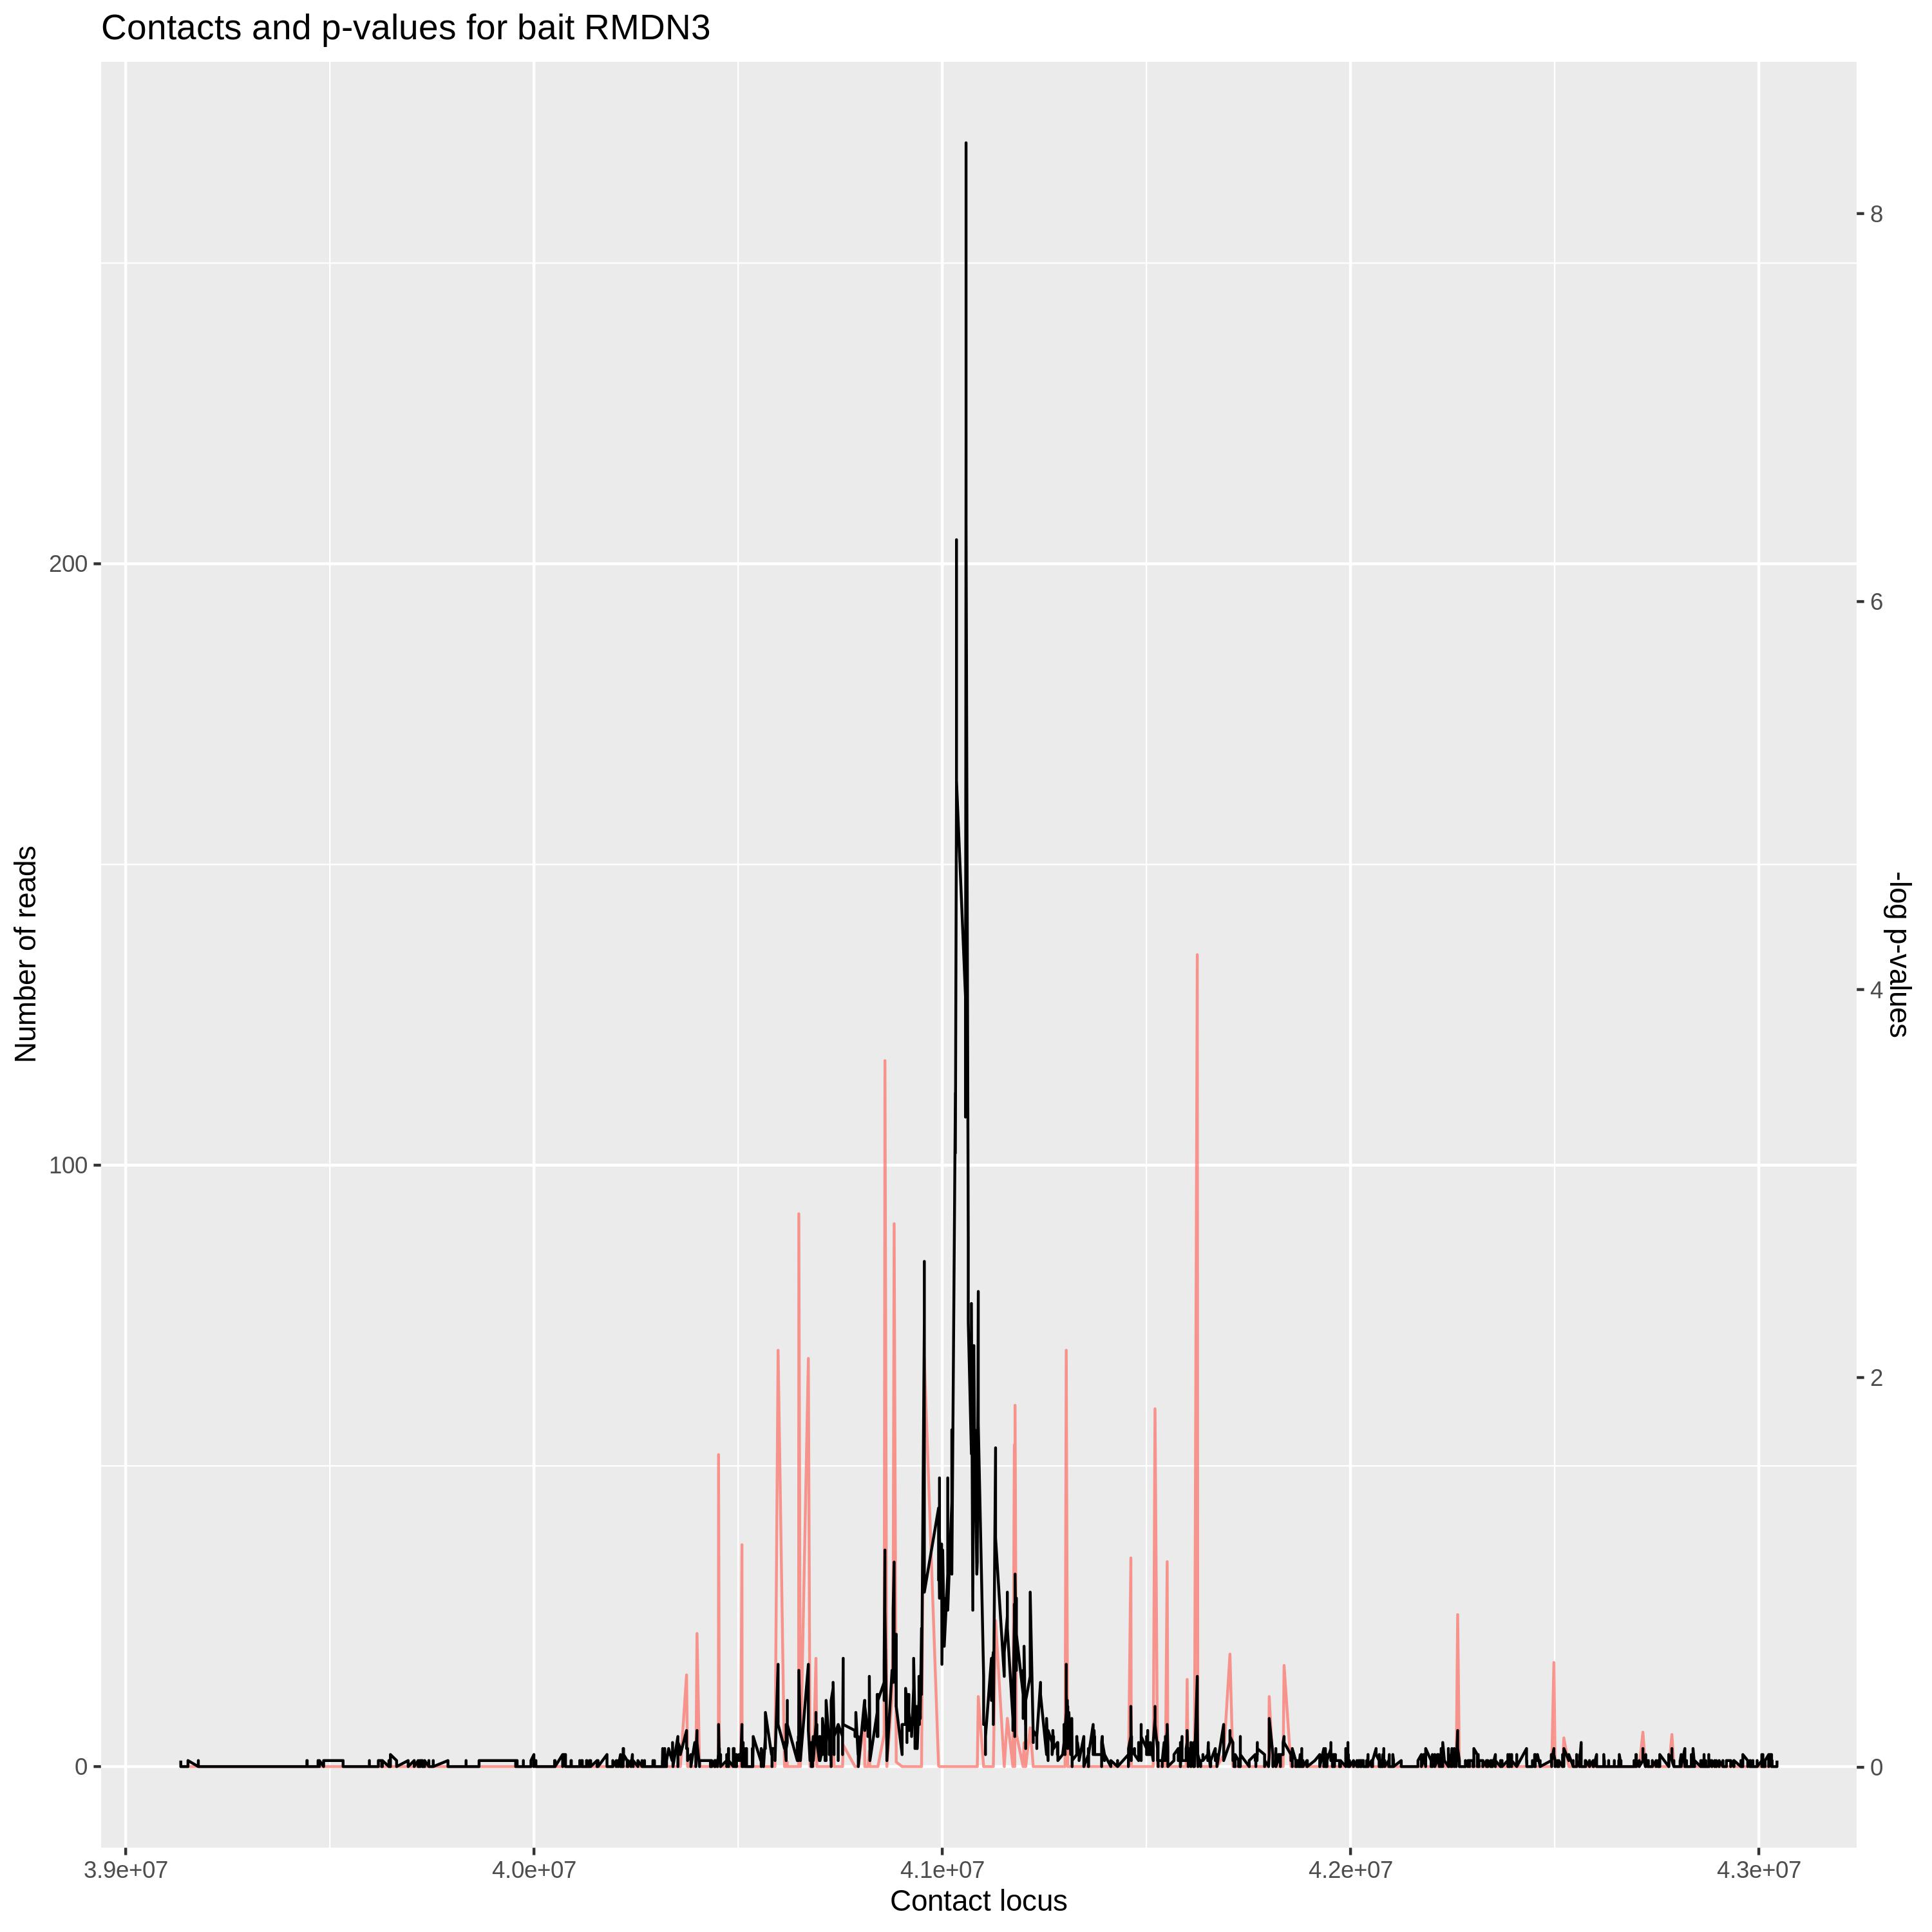 Contacts and p-values for bait RMDN3
Number of reads
200
100
0
8
6
4
2
0
-log p-values
3.9e+07
4.0e+07
4.1e+07
4.2e+07
4.3e+07
Contact locus